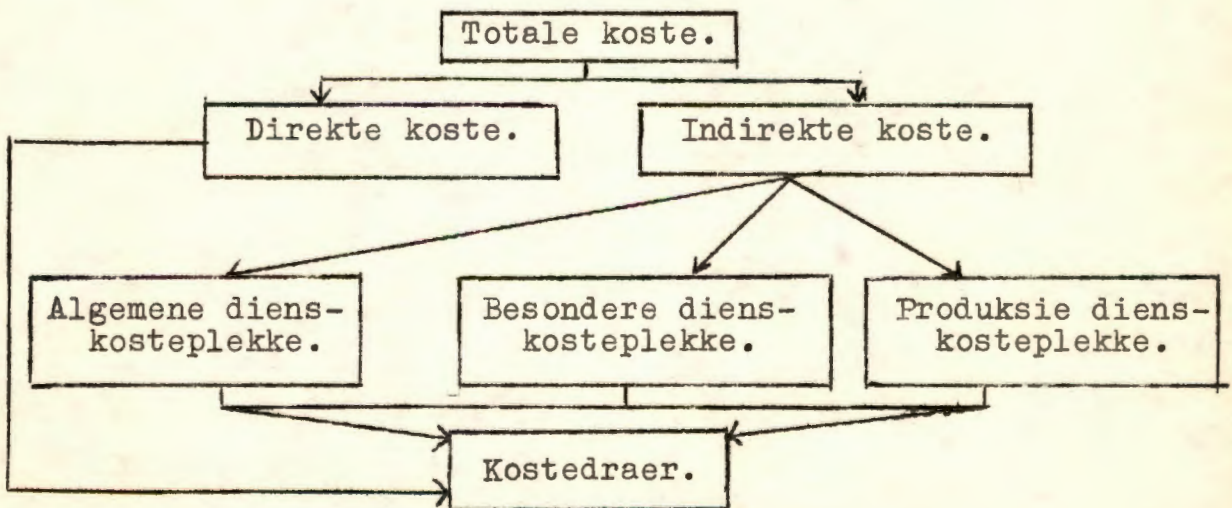 Totale koste.
Direkte koste.
Indirekte koste.
Algemene diens-
kosteplekke.
Besondere diens-
kosteplekke.
Produksie diens-
kosteplekke.
Kostedraer.